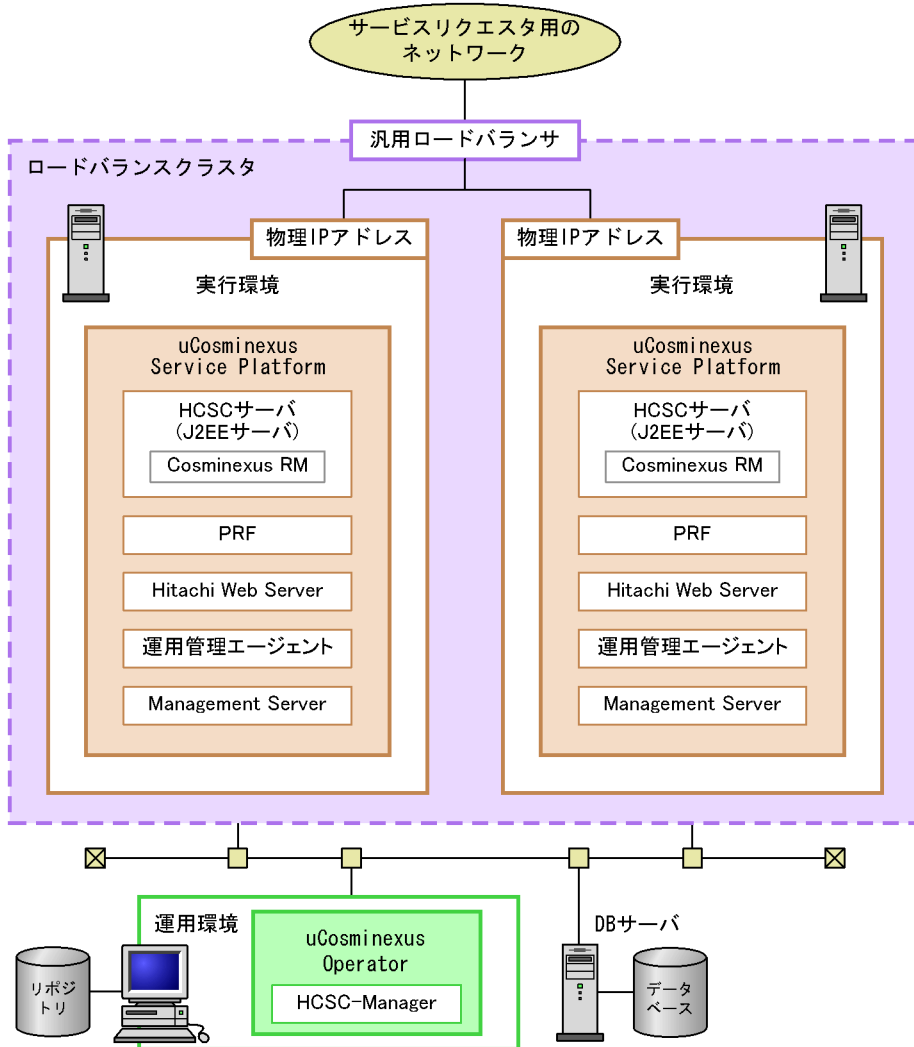 サービスリクエスタ用の
ネットワーク
汎用ロードバランサ
ロードバランスクラスタ
物理IPアドレス
実行環境
uCosminexus
Service Platform
HCSCサーバ
(J2EEサーバ)
Cosminexus RM
PRF
Hitachi Web Server
運用管理エージェント
Management Server
物理IPアドレス
実行環境
uCosminexus
Service Platform
HCSCサーバ
(J2EEサーバ)
Cosminexus RM
PRF
Hitachi Web Server
運用管理エージェント
Management Server
運用環境
uCosminexus
Operator
HCSC-Manager
リポジ
トリ
DBサーバ
データ
ベース